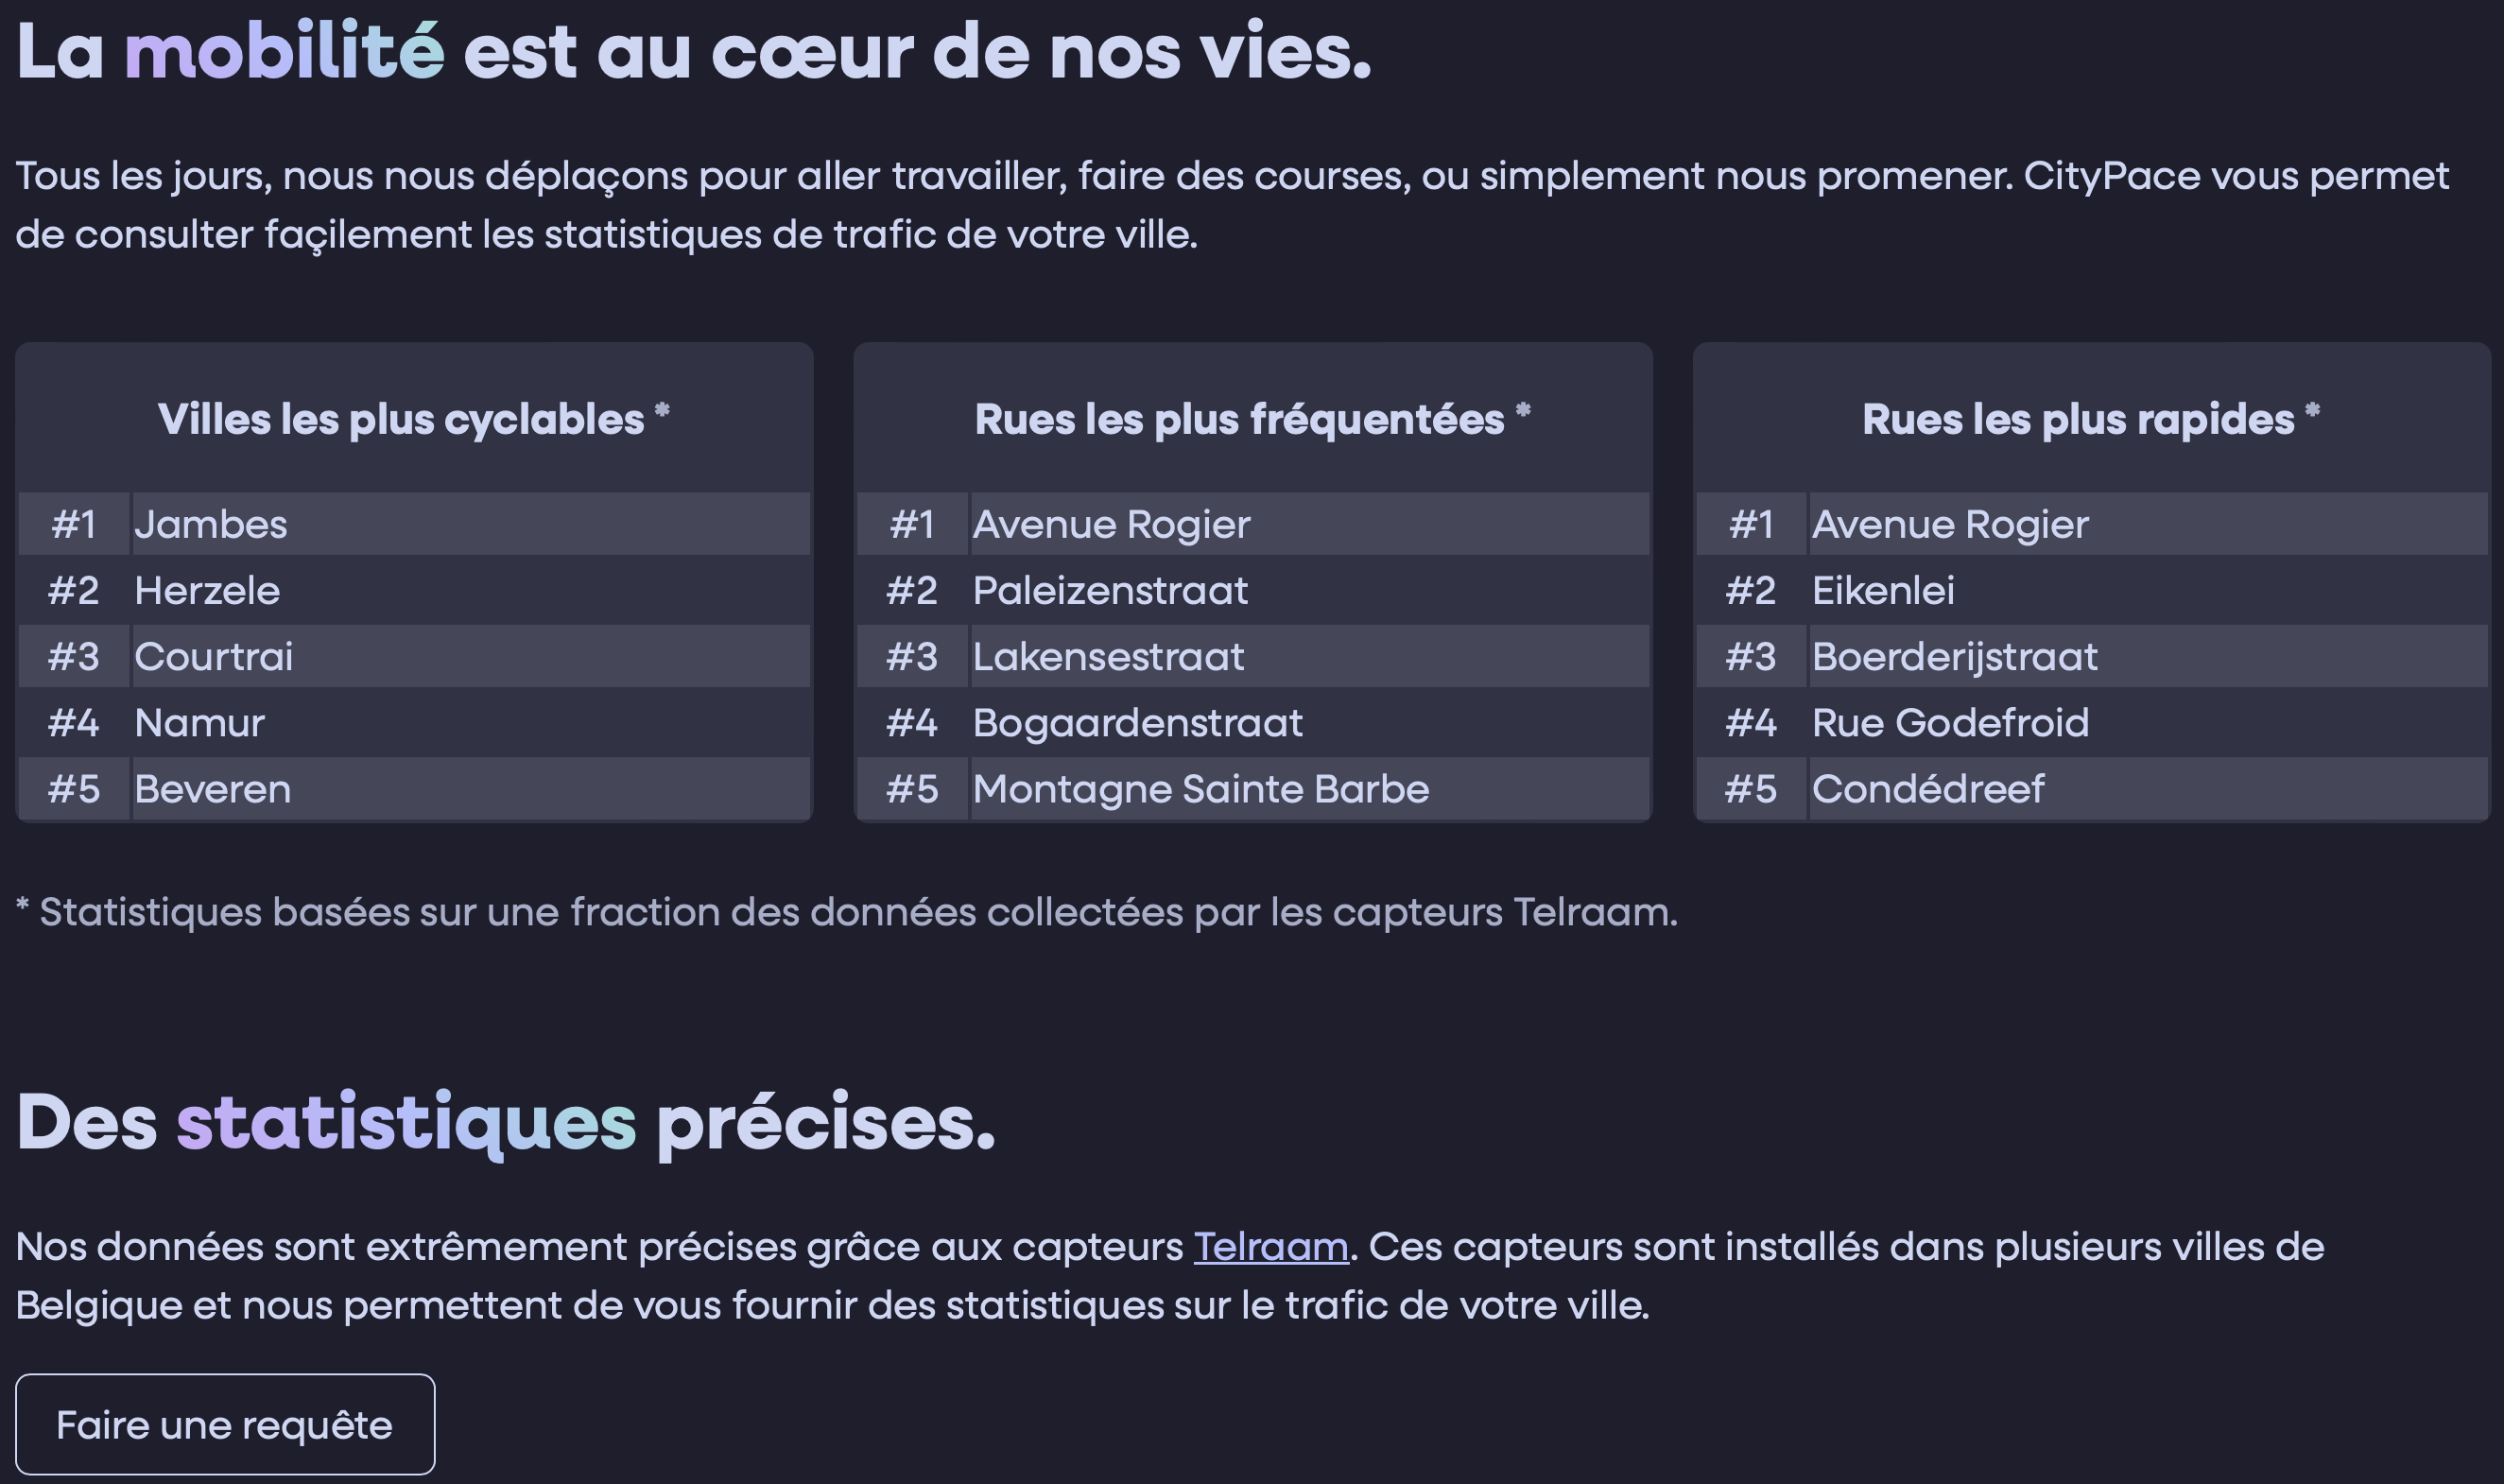 La mobilité est au cœur de nos vies.
Tous les jours, nous nous déplaçons pour aller travailler, faire des courses, ou simplement nous promener. CityPace vous permet
de consulter façilement les statistiques de trafic de votre ville.
Villes les plus cyclables *
#1 Jambes
#2 Herzele
#3 Courtrai
#4 Namur
#5 Beveren
Rues les plus fréquentées *
#1 Avenue Rogier
#2 Paleizenstraat
#3 Lakensestraat
#4 Bogaardenstraat
#5 Montagne Sainte Barbe
Rues les plus rapides *
#1 Avenue Rogier
#2 Eikenlei
#3 Boerderijstraat
#4 Rue Godefroid
#5 Condédreef
* Statistiques basées sur une fraction des données collectées par les capteurs Telraam.
Des statistiques précises.
Nos données sont extrêmement précises grâce aux capteurs Telraam. Ces capteurs sont installés dans plusieurs villes de
Belgique et nous permettent de vous fournir des statistiques sur le trafic de votre ville.
Faire une requête